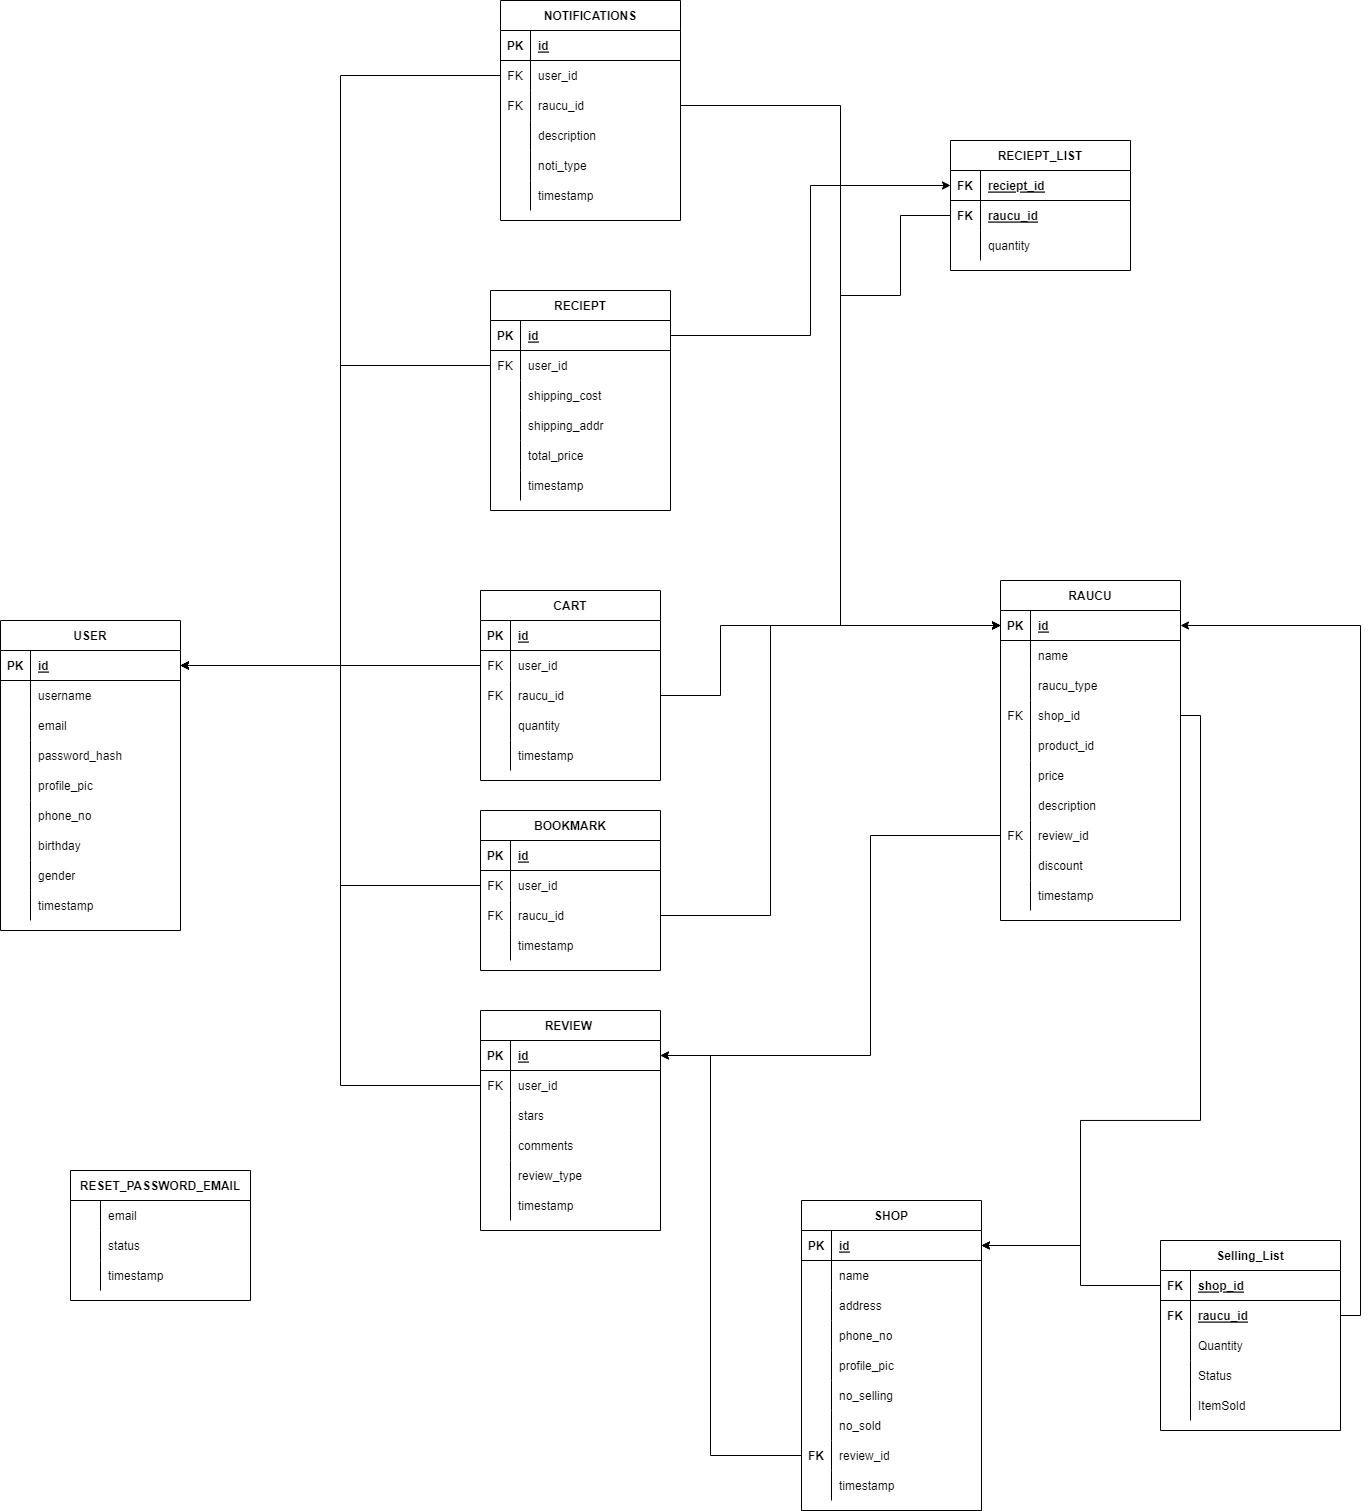 NOTIFICATIONS
PK id
FK user_id
FK raucu_id
description
noti_type
timestamp
RECIEPT_LIST
FK reciept_id
FK raucu_id
quantity
RECIEPT
PK id
FK user_id
shipping_cost
shipping_addr
total_price
timestamp
CART
PK id
FK user_id
FK raucu_id
quantity
timestamp
RAUCU
PK id
name
raucu_type
FK shop_id
product_id
price
description
FK review_id
discount
timestamp
USER
PK id
username
email
password_hash
profile_pic
phone_no
birthday
gender
timestamp
BOOKMARK
PK id
FK user_id
FK raucu_id
timestamp
REVIEW
PK id
FK user_id
stars
comments
review_type
timestamp
RESET_PASSWORD_EMAIL
email
status
timestamp
SHOP
PK id
name
address
phone_no
profile_pic
no_selling
no_sold
FK review_id
timestamp
Selling_List
FK shop_id
FK raucu_id
Quantity
Status
ItemSold